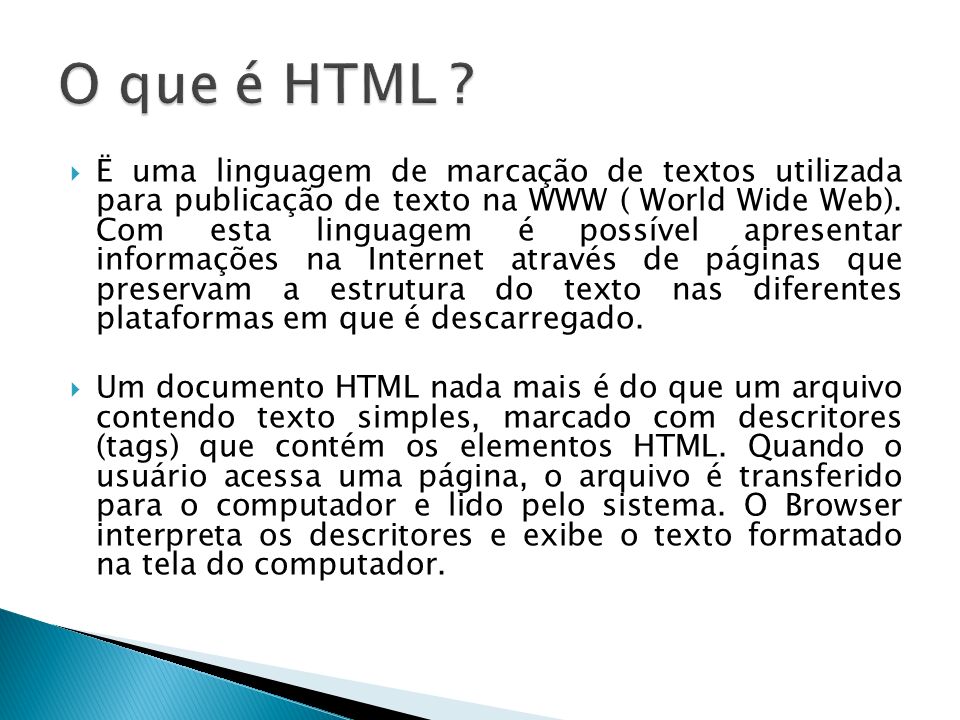 O que é HTML ?
Ë uma linguagem de marcação de textos utilizada
para publicação de texto na WWW ( World Wide Web).
Com esta linguagem é possível apresentar
informações na Internet através de páginas que
preservam a estrutura do texto nas diferentes
plataformas em que é descarregado.
Um documento HTML nada mais é do que um arquivo
contendo texto simples, marcado com descritores
(tags) que contém os elementos HTML. Quando o
usuário acessa uma página, o arquivo é transferido
para o computador e lido pelo sistema. O Browser
interpreta os descritores e exibe o texto formatado
na tela do computador.